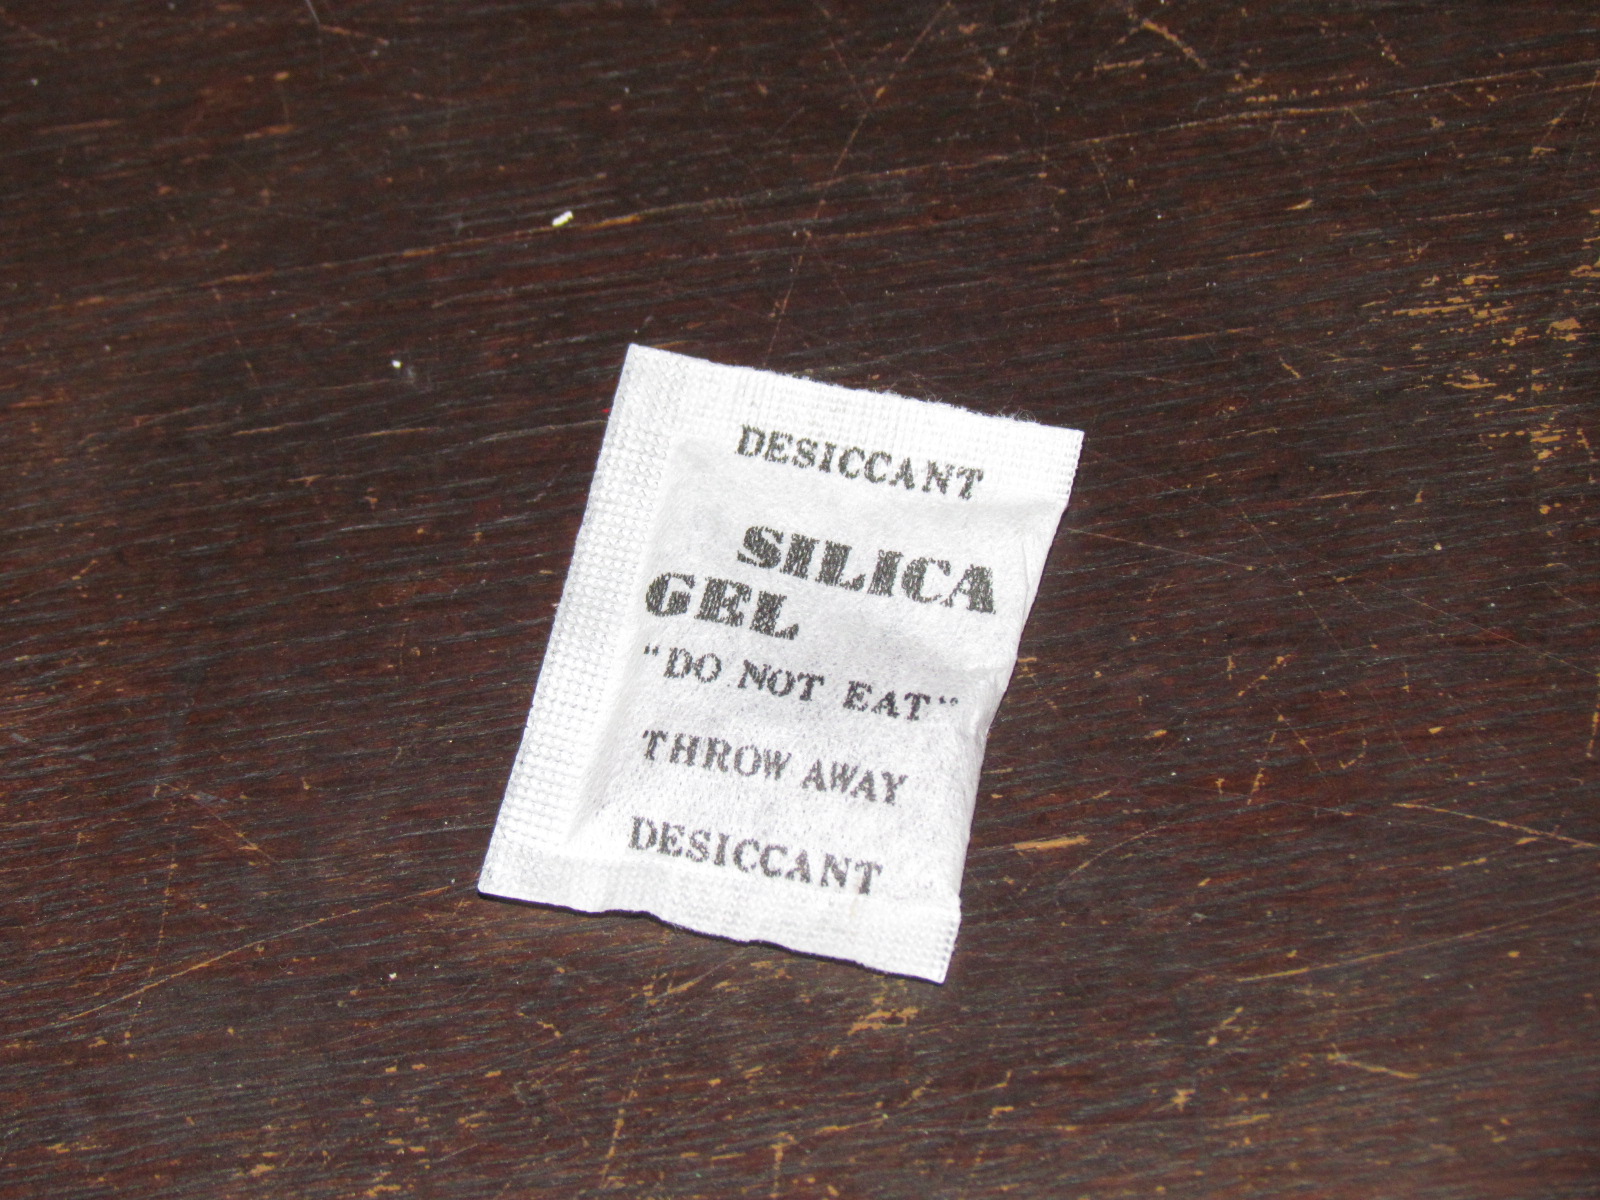 DESICCANT
SILICA
GEL
"DO NOT EAT"
THROW AWAY
DESICCANT